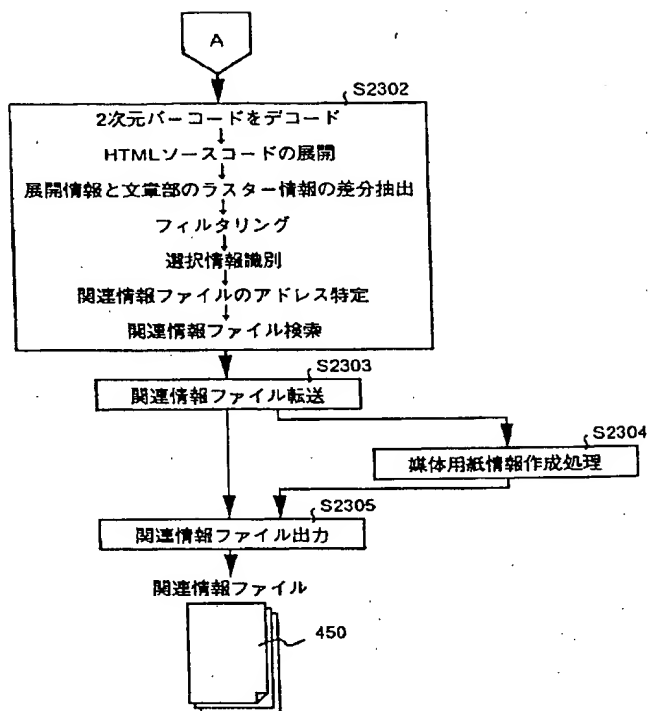 A
S2302
2次元バーコードをデコード
HTMLソースコードの展開
展開情報と文章部のラスター情報の差分抽出
フィルタリング
選択情報識別
関連情報ファイルのアドレス特定
関連情報ファイル検索
S2303
関連情報ファイル転送
S2304
媒体用紙情報作成処理
S2305
関連情報ファイル出力
関連情報ファイル
450